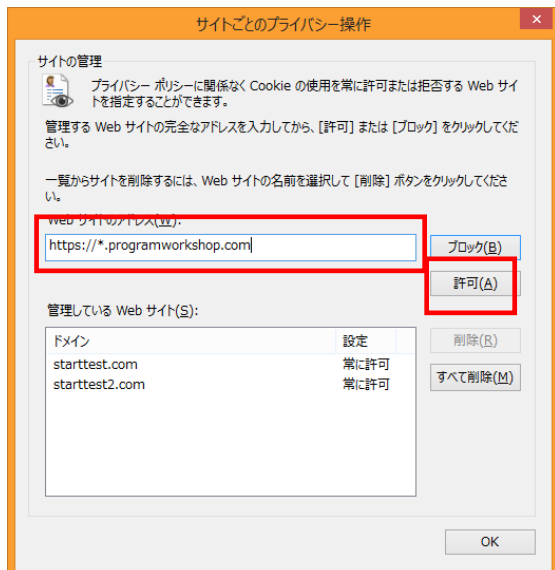 サイトごとのプライバシー操作
サイトの管理
プライバシー ポリシーに関係なく Cookie の使用を常に許可または拒否する Web サイ
トを指定することができます。
管理する Web サイトの完全なアドレスを入力してから、[許可] または [ブロック] をクリックしてくだ
さい。
一覧からサイトを削除するには、Web サイトの名前を選択して [削除] ボタンをクリックしてくださ
い。
Web サイトのアドレス(W):
https://*.programworkshop.com
ブロック(B)
許可(A)
管理している Web サイト(S):
ドメイン 設定
starttest.com 常に許可
starttest2.com 常に許可
削除(R)
すべて削除(M)
OK